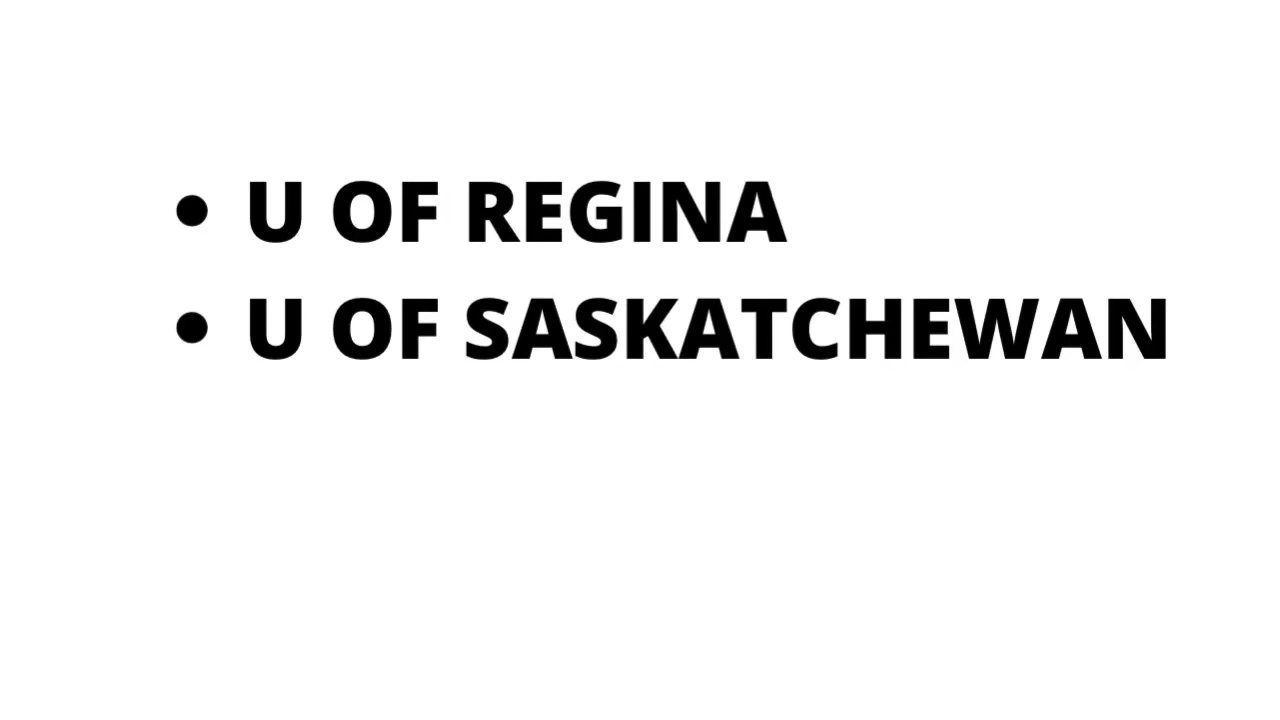 • U OF REGINA
• U OF SASKATCHEWAN